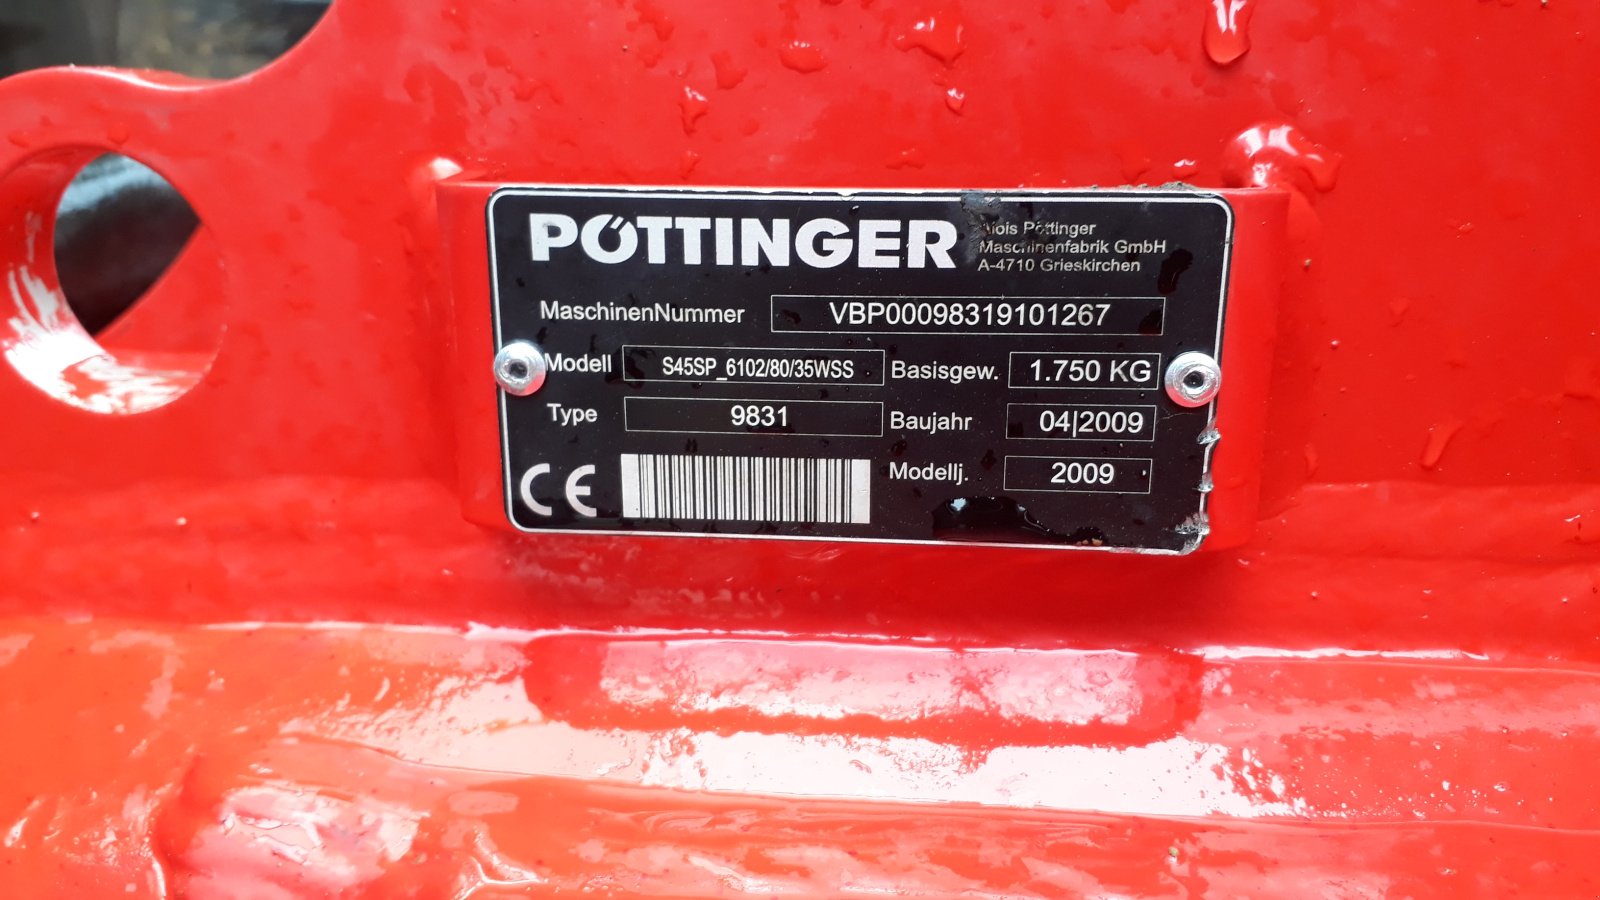 PÖTTINGER
Alois Pöttinger
Maschinenfabrik GmbH
A-4710 Grieskirchen
MaschinenNummer VBP00098319101267
Modell S45SP_6102/80/35WSS Basisgew. 1.750 KG
Type 9831 Baujahr 04|2009
CE Modellj. 2009